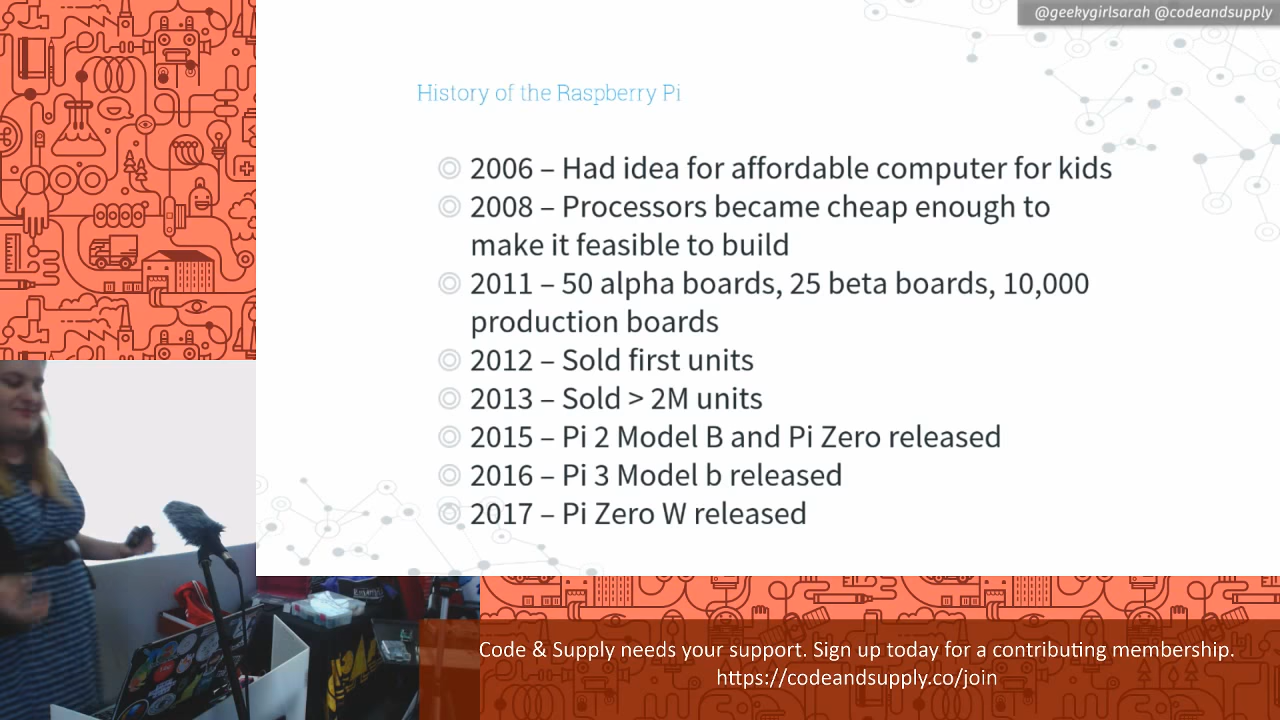 @geekygirlsarah @codeandsupply
History of the Raspberry Pi
2006 – Had idea for affordable computer for kids
2008 – Processors became cheap enough to
make it feasible to build
2011 – 50 alpha boards, 25 beta boards, 10,000
production boards
2012 – Sold first units
2013 – Sold > 2M units
2015 – Pi 2 Model B and Pi Zero released
2016 – Pi 3 Model b released
2017 – Pi Zero W released
Code & Supply needs your support. Sign up today for a contributing membership.
https://codeandsupply.co/join